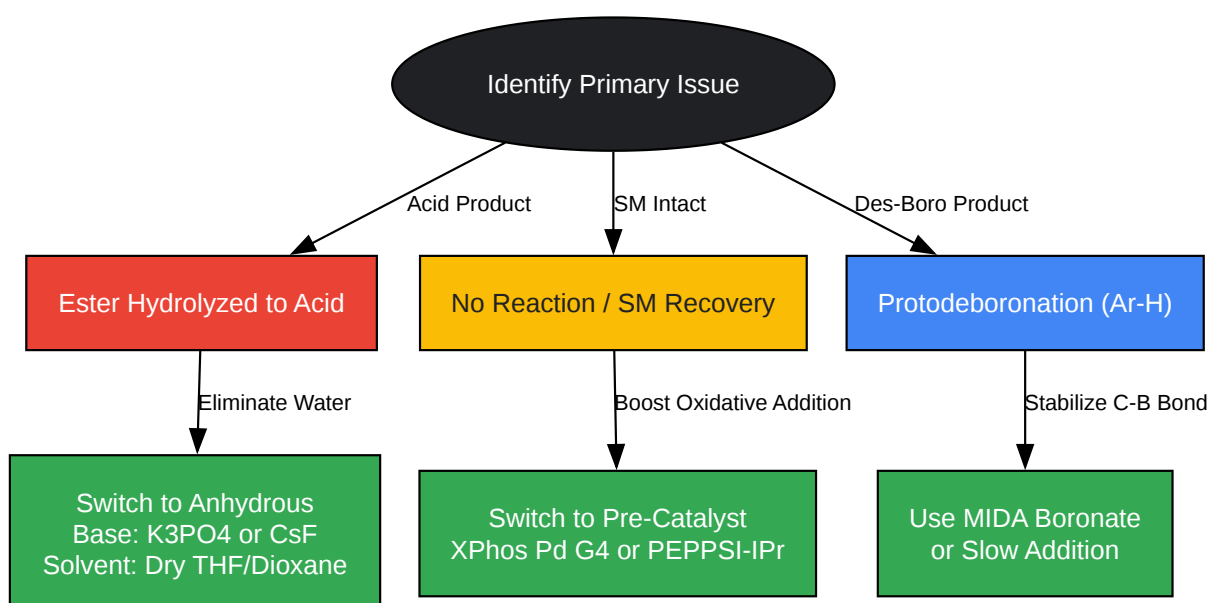 Identify Primary Issue
Acid Product
SM Intact
Des-Boro Product
Ester Hydrolyzed to Acid
No Reaction / SM Recovery
Protodeboronation (Ar-H)
Eliminate Water
Boost Oxidative Addition
Stabilize C-B Bond
Switch to Anhydrous
Base: K3PO4 or CsF
Solvent: Dry THF/Dioxane
Switch to Pre-Catalyst
XPhos Pd G4 or PEPPSI-IPr
Use MIDA Boronate
or Slow Addition